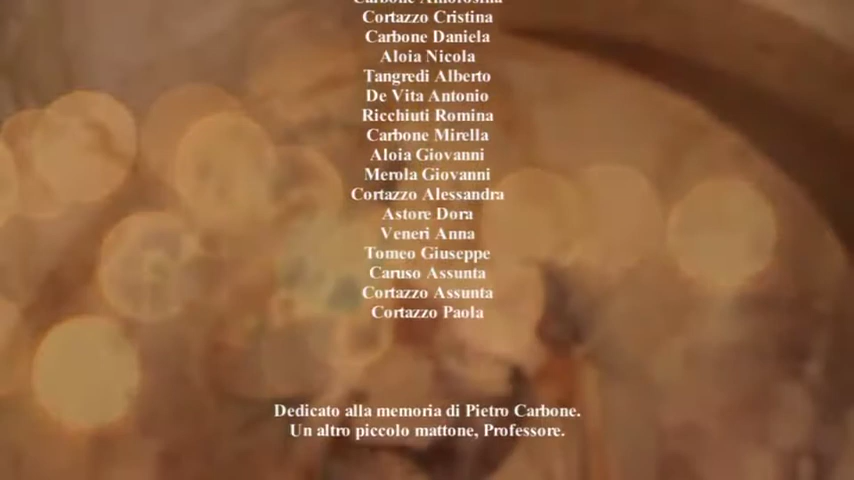 Carbone Ambrosina
Cortazzo Cristina
Carbone Daniela
Aloia Nicola
Tangredi Alberto
De Vita Antonio
Ricchiuti Romina
Carbone Mirella
Aloia Giovanni
Merola Giovanni
Cortazzo Alessandra
Astore Dora
Veneri Anna
Tomeo Giuseppe
Caruso Assunta
Cortazzo Assunta
Cortazzo Paola
Dedicato alla memoria di Pietro Carbone.
Un altro piccolo mattone, Professore.